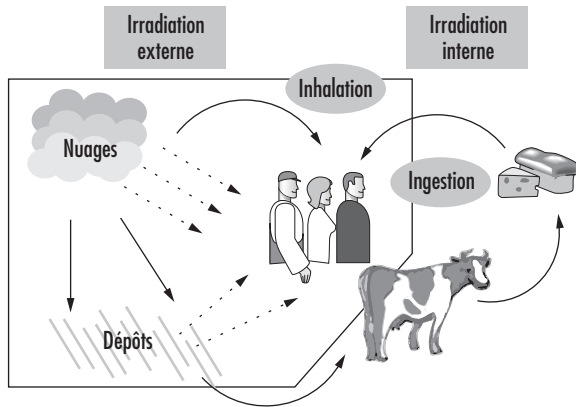 Irradiation
externe
Irradiation
interne
Inhalation
Nuages
Ingestion
Dépôts